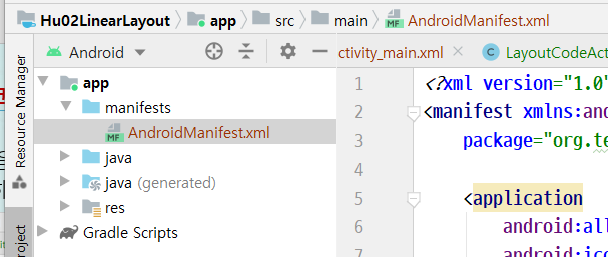 Hu02LinearLayout app src main AndroidManifest.xml
Resource Manager
Android
ctivity_main.xml
LayoutCodeAct
app
manifests
AndroidManifest.xml
java
java (generated)
res
Gradle Scripts
roject
1 <?xml version="1.0"
2 <manifest xmlns:and
3 package="org.te
4
5 <application
6 android:all
7 android:ico